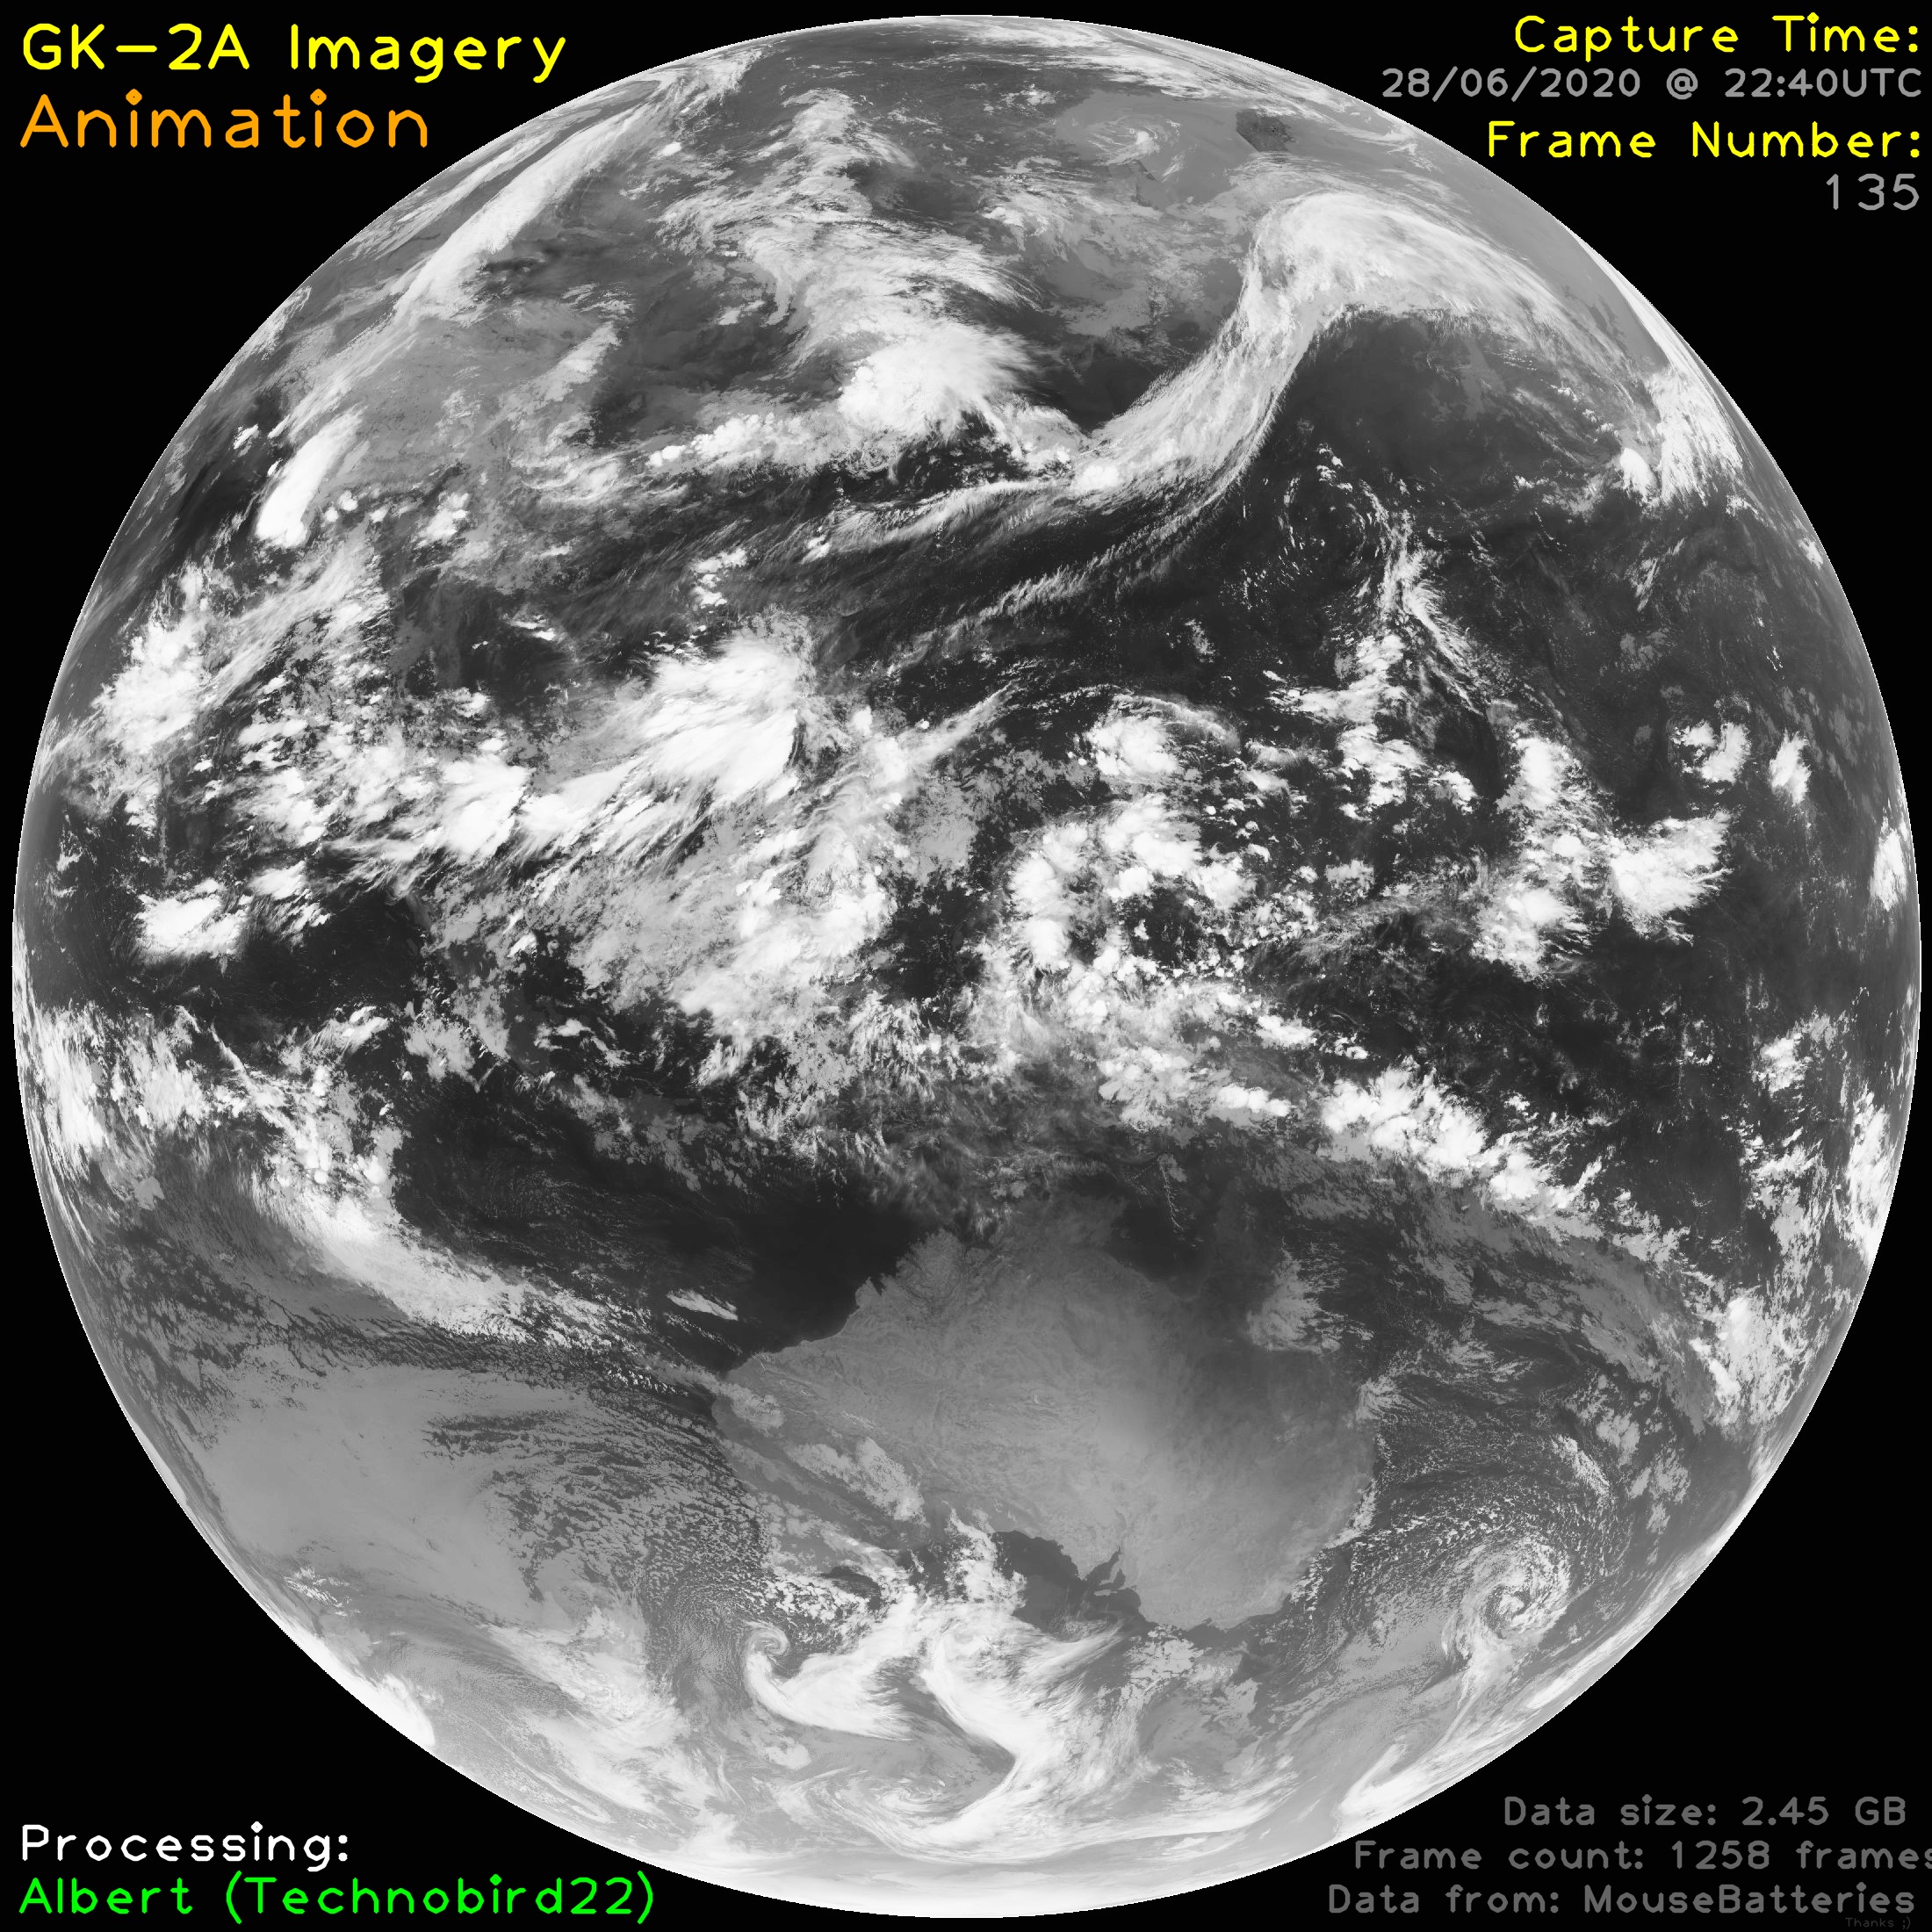 GK-2A Imagery
Animation
Capture Time:
28/06/2020 @ 22:40UTC
Frame Number:
135
Processing:
Albert (Technobird22)
Data size: 2.45 GB
Frame count: 1258 frames
Data from: MouseBatteries
Thanks ;)